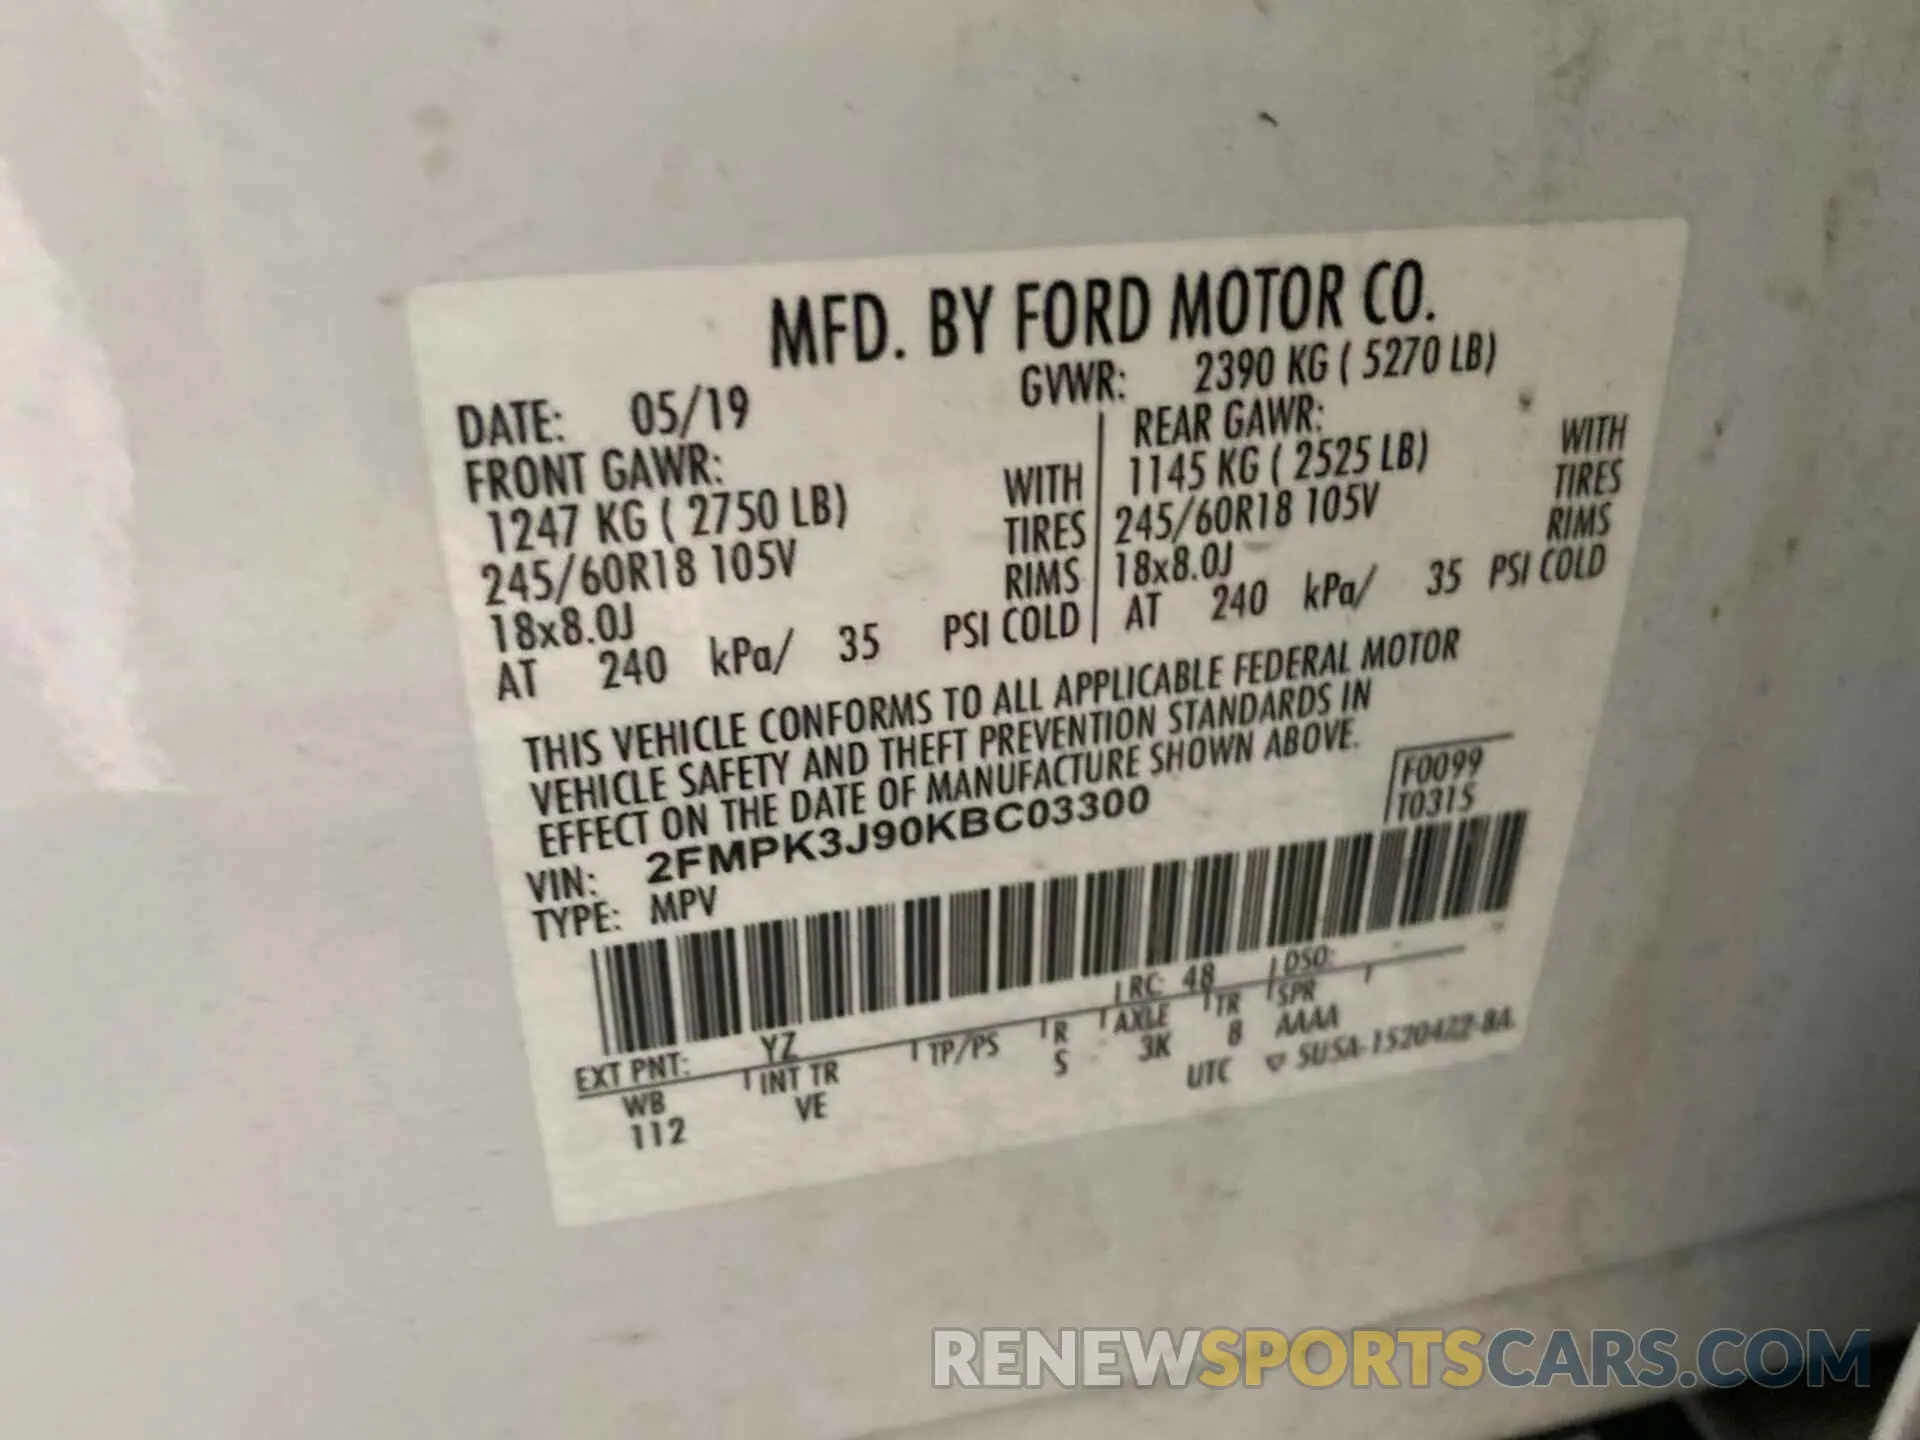 MFD. BY FORD MOTOR CO.
DATE: 05/19 GVWR: 2390 KG ( 5270 LB)
FRONT GAWR: REAR GAWR:
1247 KG ( 2750 LB) WITH 1145 KG ( 2525 LB) WITH
245/60R18 105V TIRES 245/60R18 105V TIRES
18x8.0J RIMS 18x8.0J RIMS
AT 240 kPa/ 35 PSI COLD AT 240 kPa/ 35 PSI COLD
THIS VEHICLE CONFORMS TO ALL APPLICABLE FEDERAL MOTOR
VEHICLE SAFETY AND THEFT PREVENTION STANDARDS IN
EFFECT ON THE DATE OF MANUFACTURE SHOWN ABOVE.
F0099
T0315
VIN: 2FMPK3J90KBC03300
TYPE: MPV
EXT PNT: YZ RC: 48 DSO:
WB INT TR TP/PS R AXLE TR SPR
112 VE S 3K B AAAA
UTC ▽ 5USA-1520472-BA
RENEWSPORTSCARS.COM